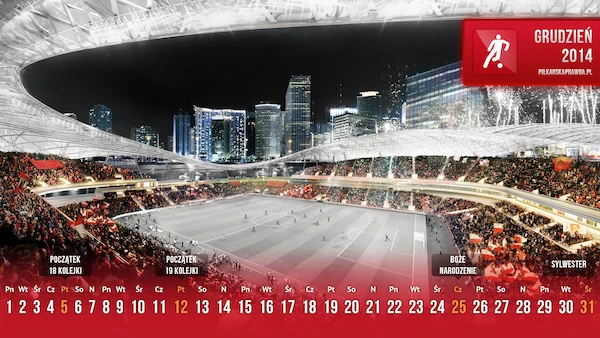 GRUDZIEŃ
2014
PILKARSKAPRAWDA.PL
POCZĄTEK
18 KOLEJKI
POCZĄTEK
19 KOLEJKI
BOŻE
NARODZENIE
SYLWESTER
Pn Wt Śr Cz Pt So N Pn Wt Śr Cz Pt So N Pn Wt Śr Cz Pt So N Pn Wt Śr Cz Pt So N Pn Wt Śr
1 2 3 4 5 6 7 8 9 10 11 12 13 14 15 16 17 18 19 20 21 22 23 24 25 26 27 28 29 30 31